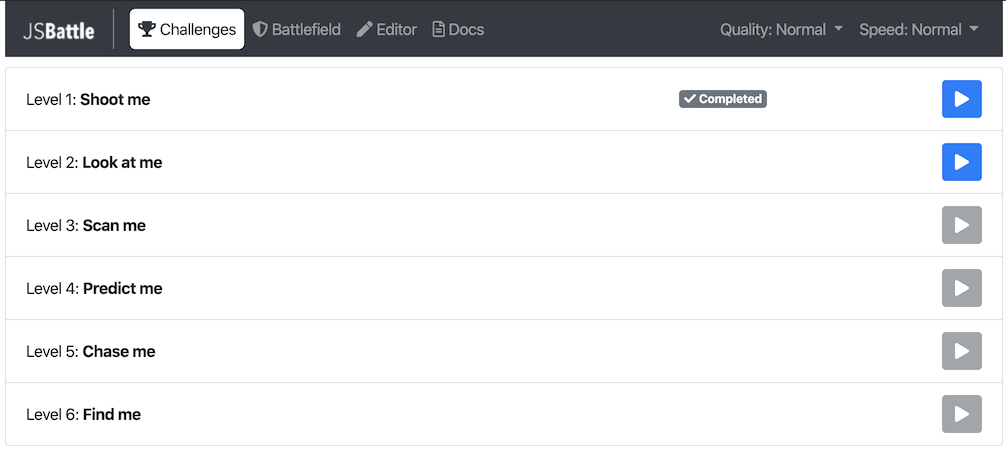 JSBattle Challenges Battlefield Editor Docs Quality: Normal Speed: Normal
Level 1: Shoot me Completed
Level 2: Look at me
Level 3: Scan me
Level 4: Predict me
Level 5: Chase me
Level 6: Find me